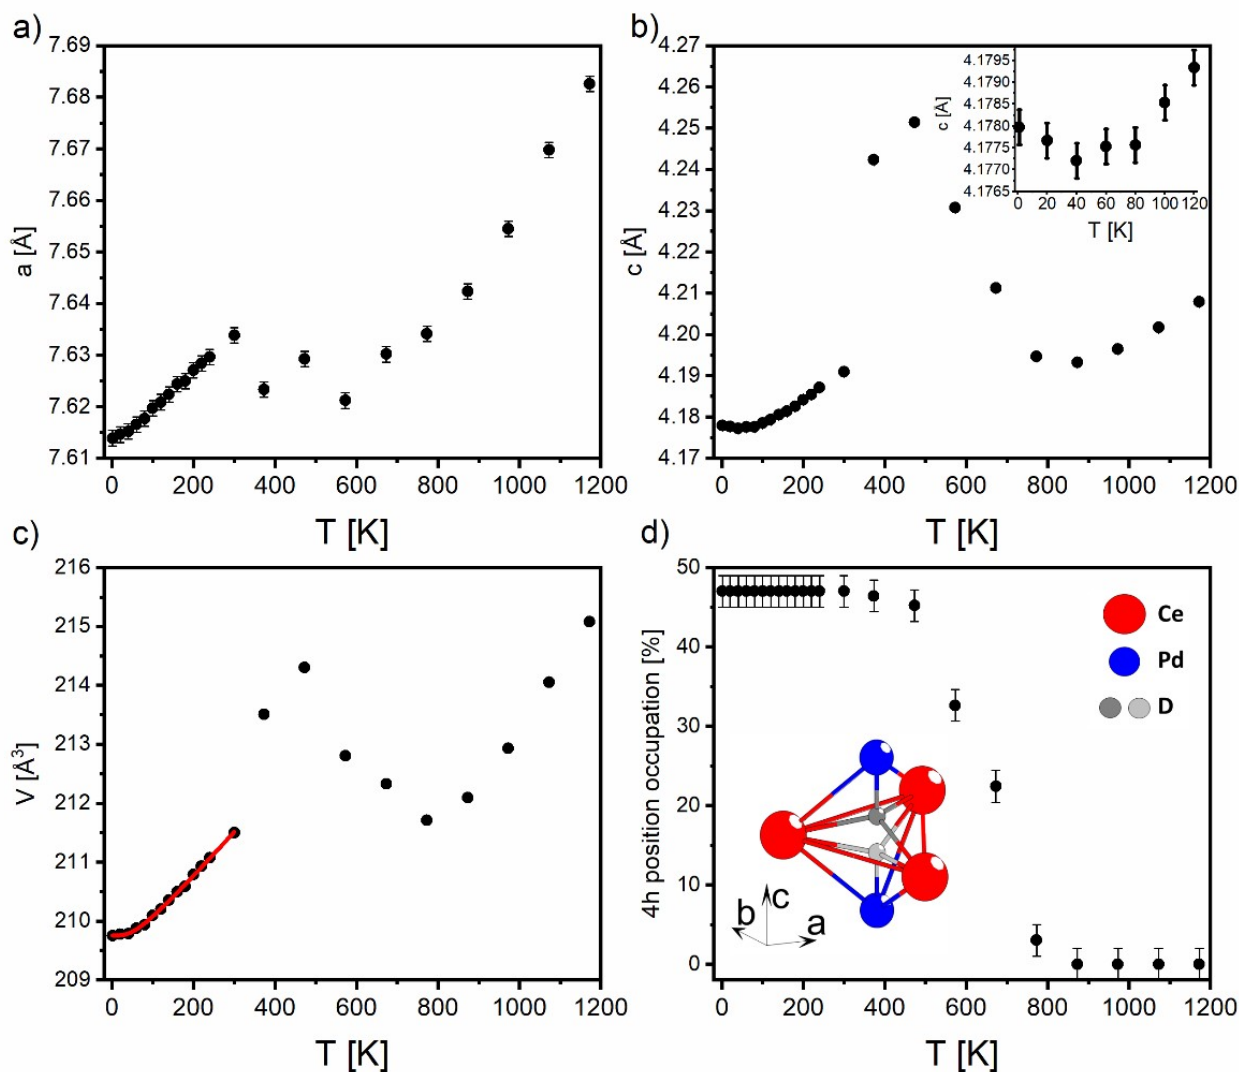 a)
7.69
7.68
7.67
7.66
7.65
7.64
7.63
7.62
7.61
a [Å]
0 200 400 600 800 1000 1200
T [K]
b)
4.27
4.26
4.25
4.24
4.23
4.22
4.21
4.20
4.19
4.18
4.17
c [Å]
0 200 400 600 800 1000 1200
T [K]
4.1795
4.1785
4.1780
4.1770
4.1765
c [Å]
0 20 40 60 80 100 120
T [K]
c)
216
215
214
213
212
211
210
209
V [Å³]
0 200 400 600 800 1000 1200
T [K]
d)
50
40
30
20
10
0
4h position occupation [%]
0 200 400 600 800 1000 1200
T [K]
Ce
Pd
D
c
b
a